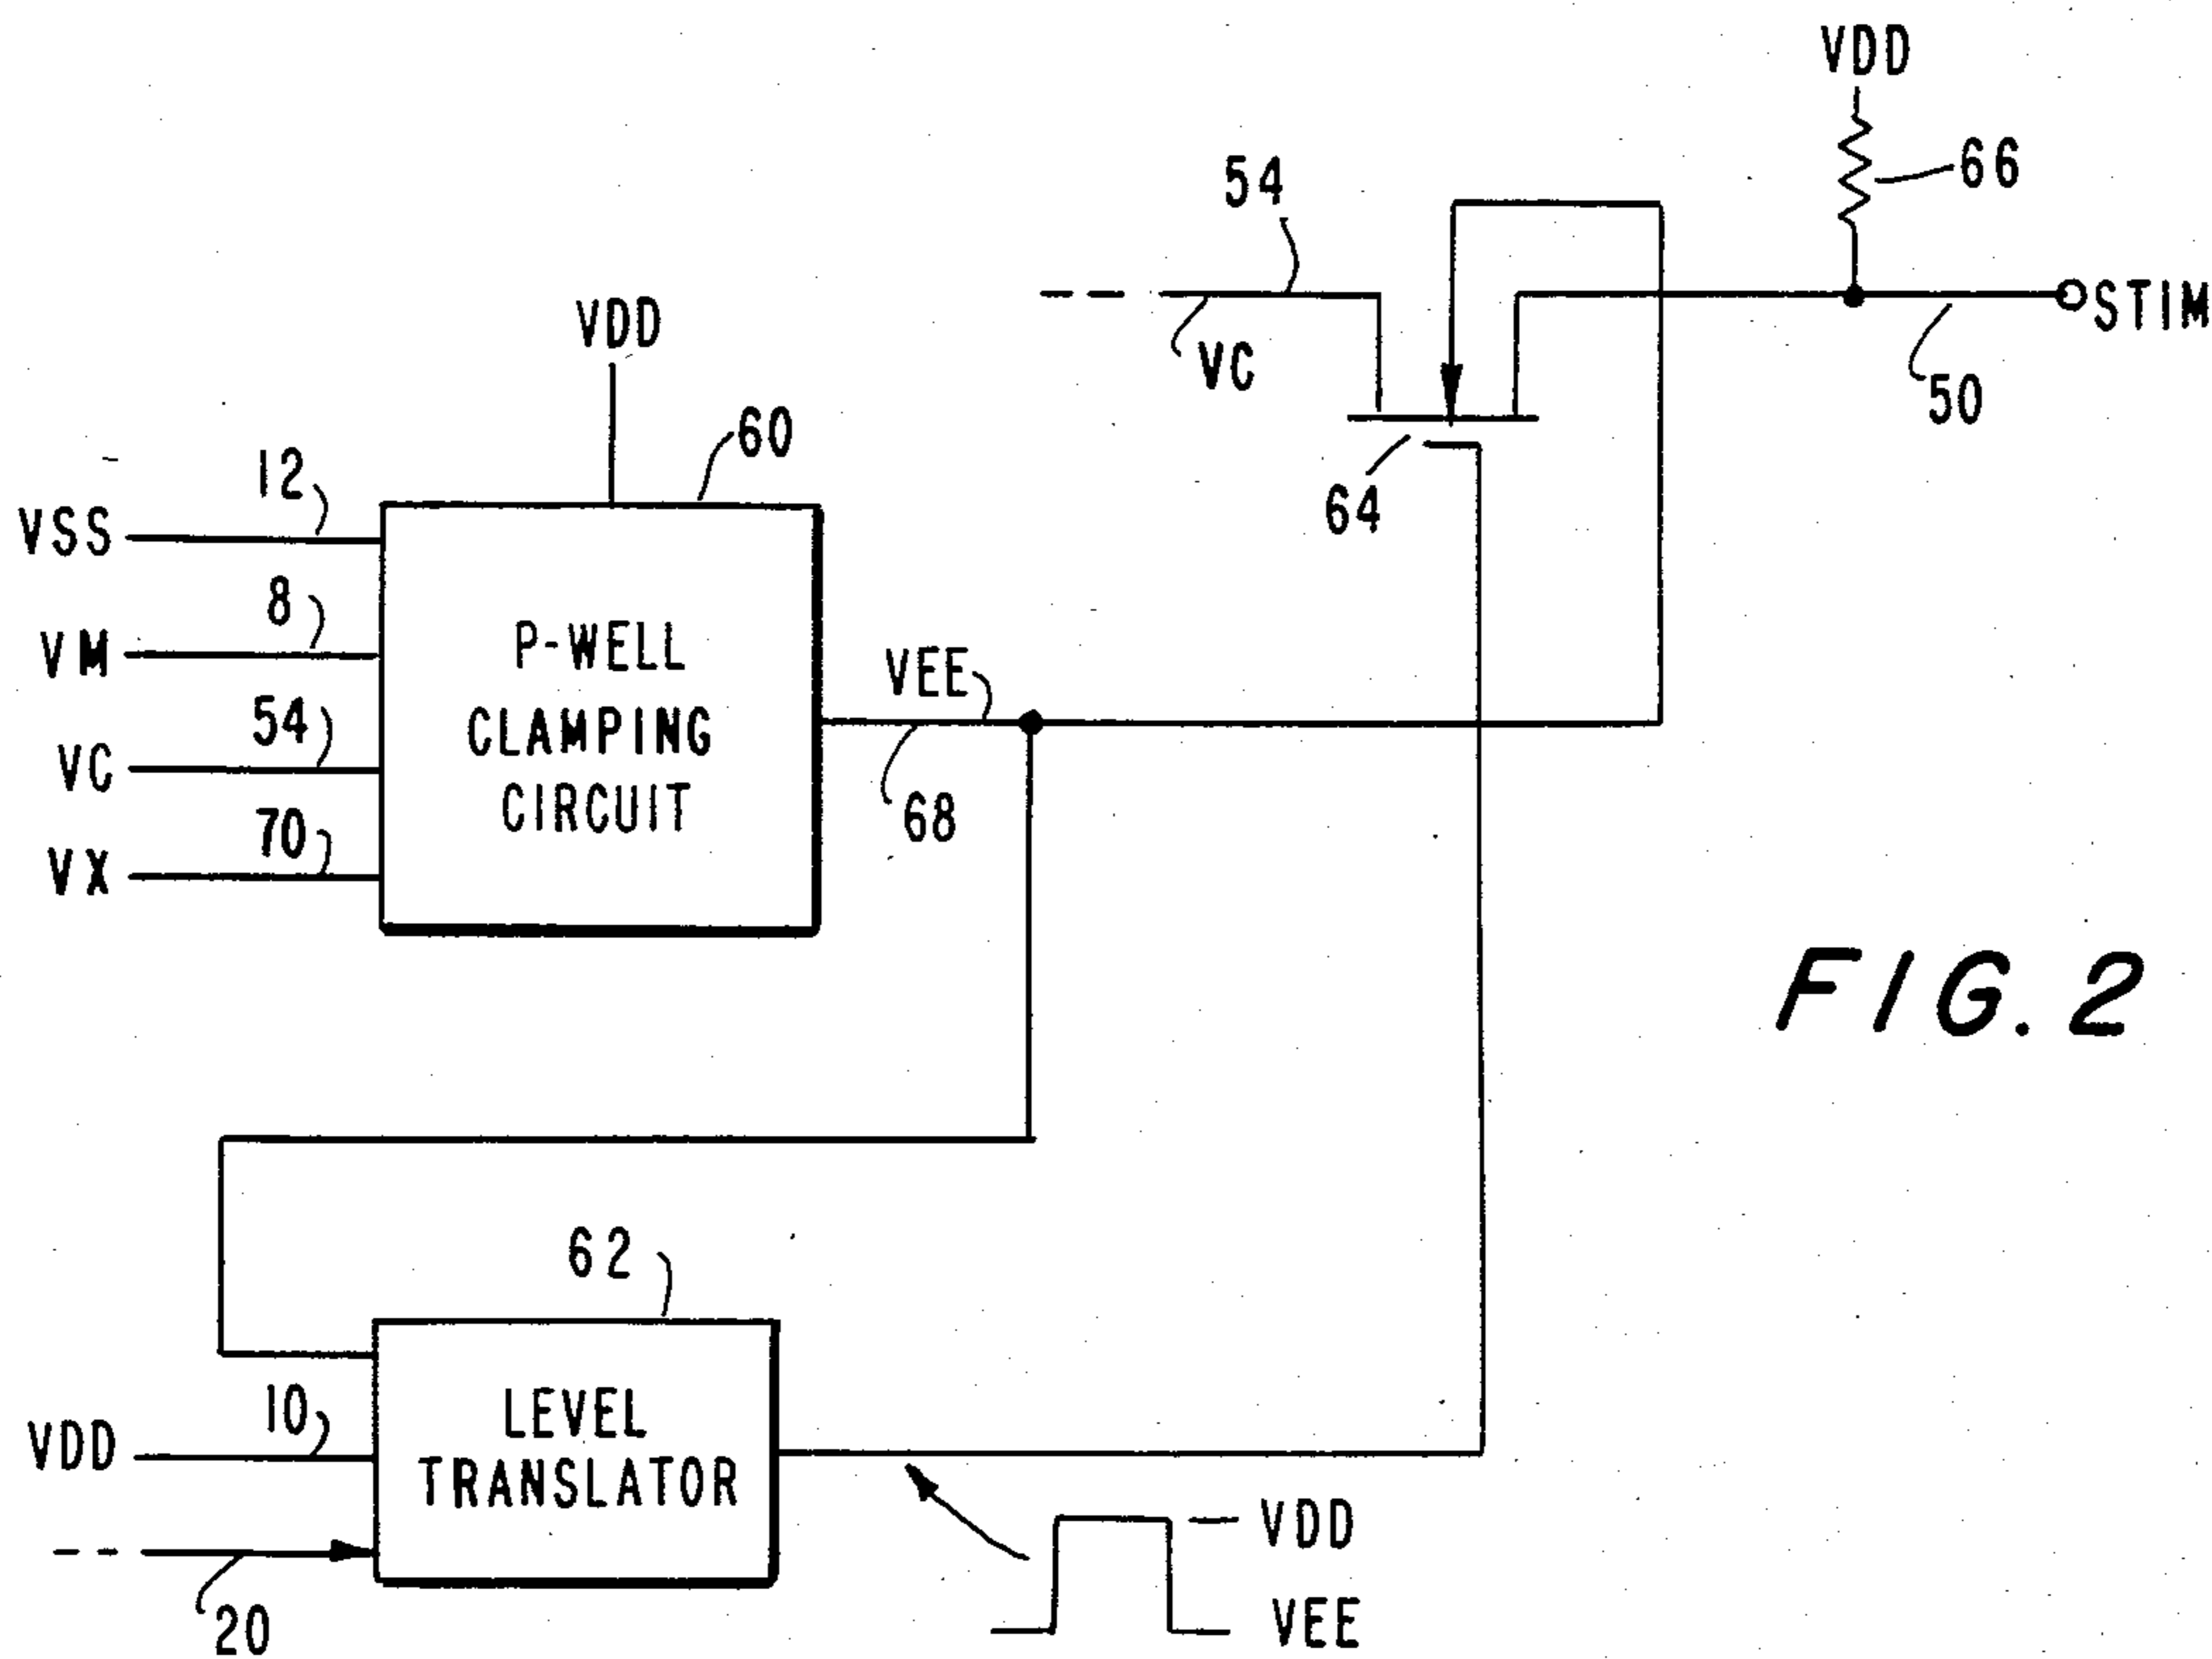 VDD
66
54
VC
STIM
50
VDD
60
64
12
VSS
8
VM
54
VC
70
VX
P-WELL
CLAMPING
CIRCUIT
VEE
68
FIG. 2
62
10
VDD
LEVEL
TRANSLATOR
20
VDD
VEE